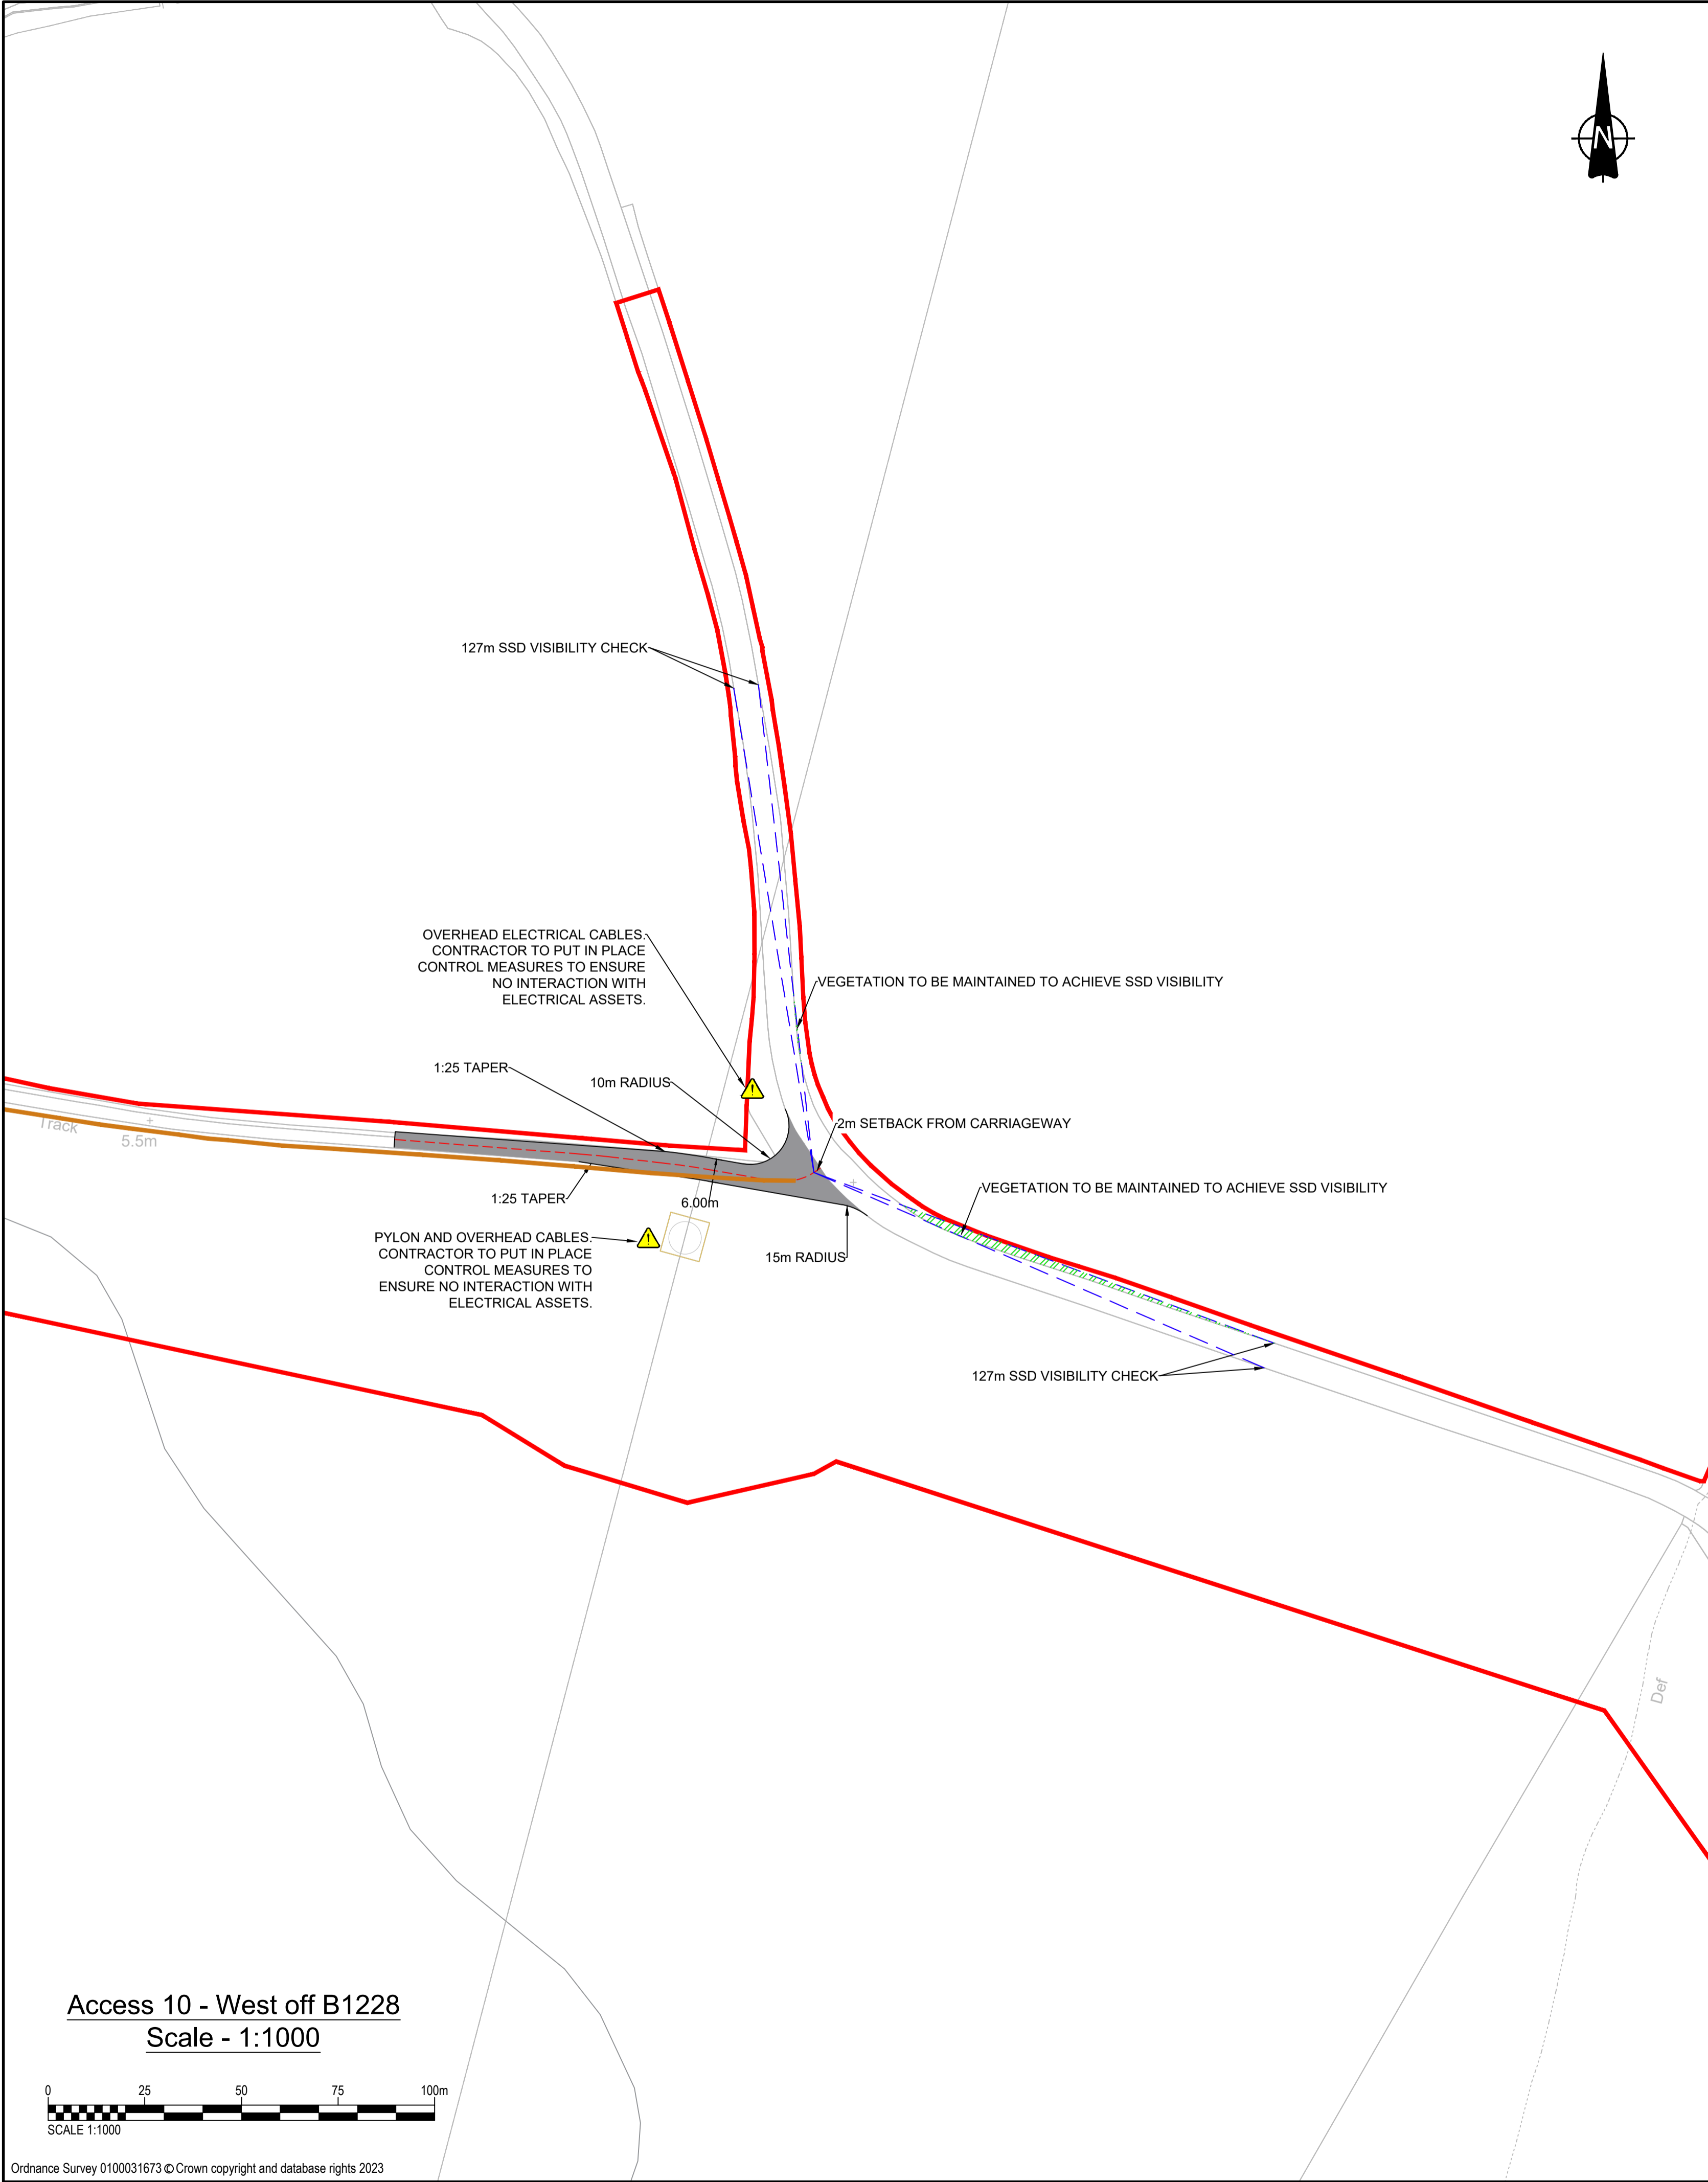 N
127m SSD VISIBILITY CHECK
OVERHEAD ELECTRICAL CABLES.
CONTRACTOR TO PUT IN PLACE
CONTROL MEASURES TO ENSURE
NO INTERACTION WITH
ELECTRICAL ASSETS.
VEGETATION TO BE MAINTAINED TO ACHIEVE SSD VISIBILITY
1:25 TAPER
10m RADIUS
2m SETBACK FROM CARRIAGEWAY
Track
5.5m
1:25 TAPER
6.00m
VEGETATION TO BE MAINTAINED TO ACHIEVE SSD VISIBILITY
PYLON AND OVERHEAD CABLES.
CONTRACTOR TO PUT IN PLACE
CONTROL MEASURES TO
ENSURE NO INTERACTION WITH
ELECTRICAL ASSETS.
15m RADIUS
127m SSD VISIBILITY CHECK
Def
Access 10 - West off B1228
Scale - 1:1000
0 25 50 75 100m
SCALE 1:1000
Ordnance Survey 0100031673 © Crown copyright and database rights 2023